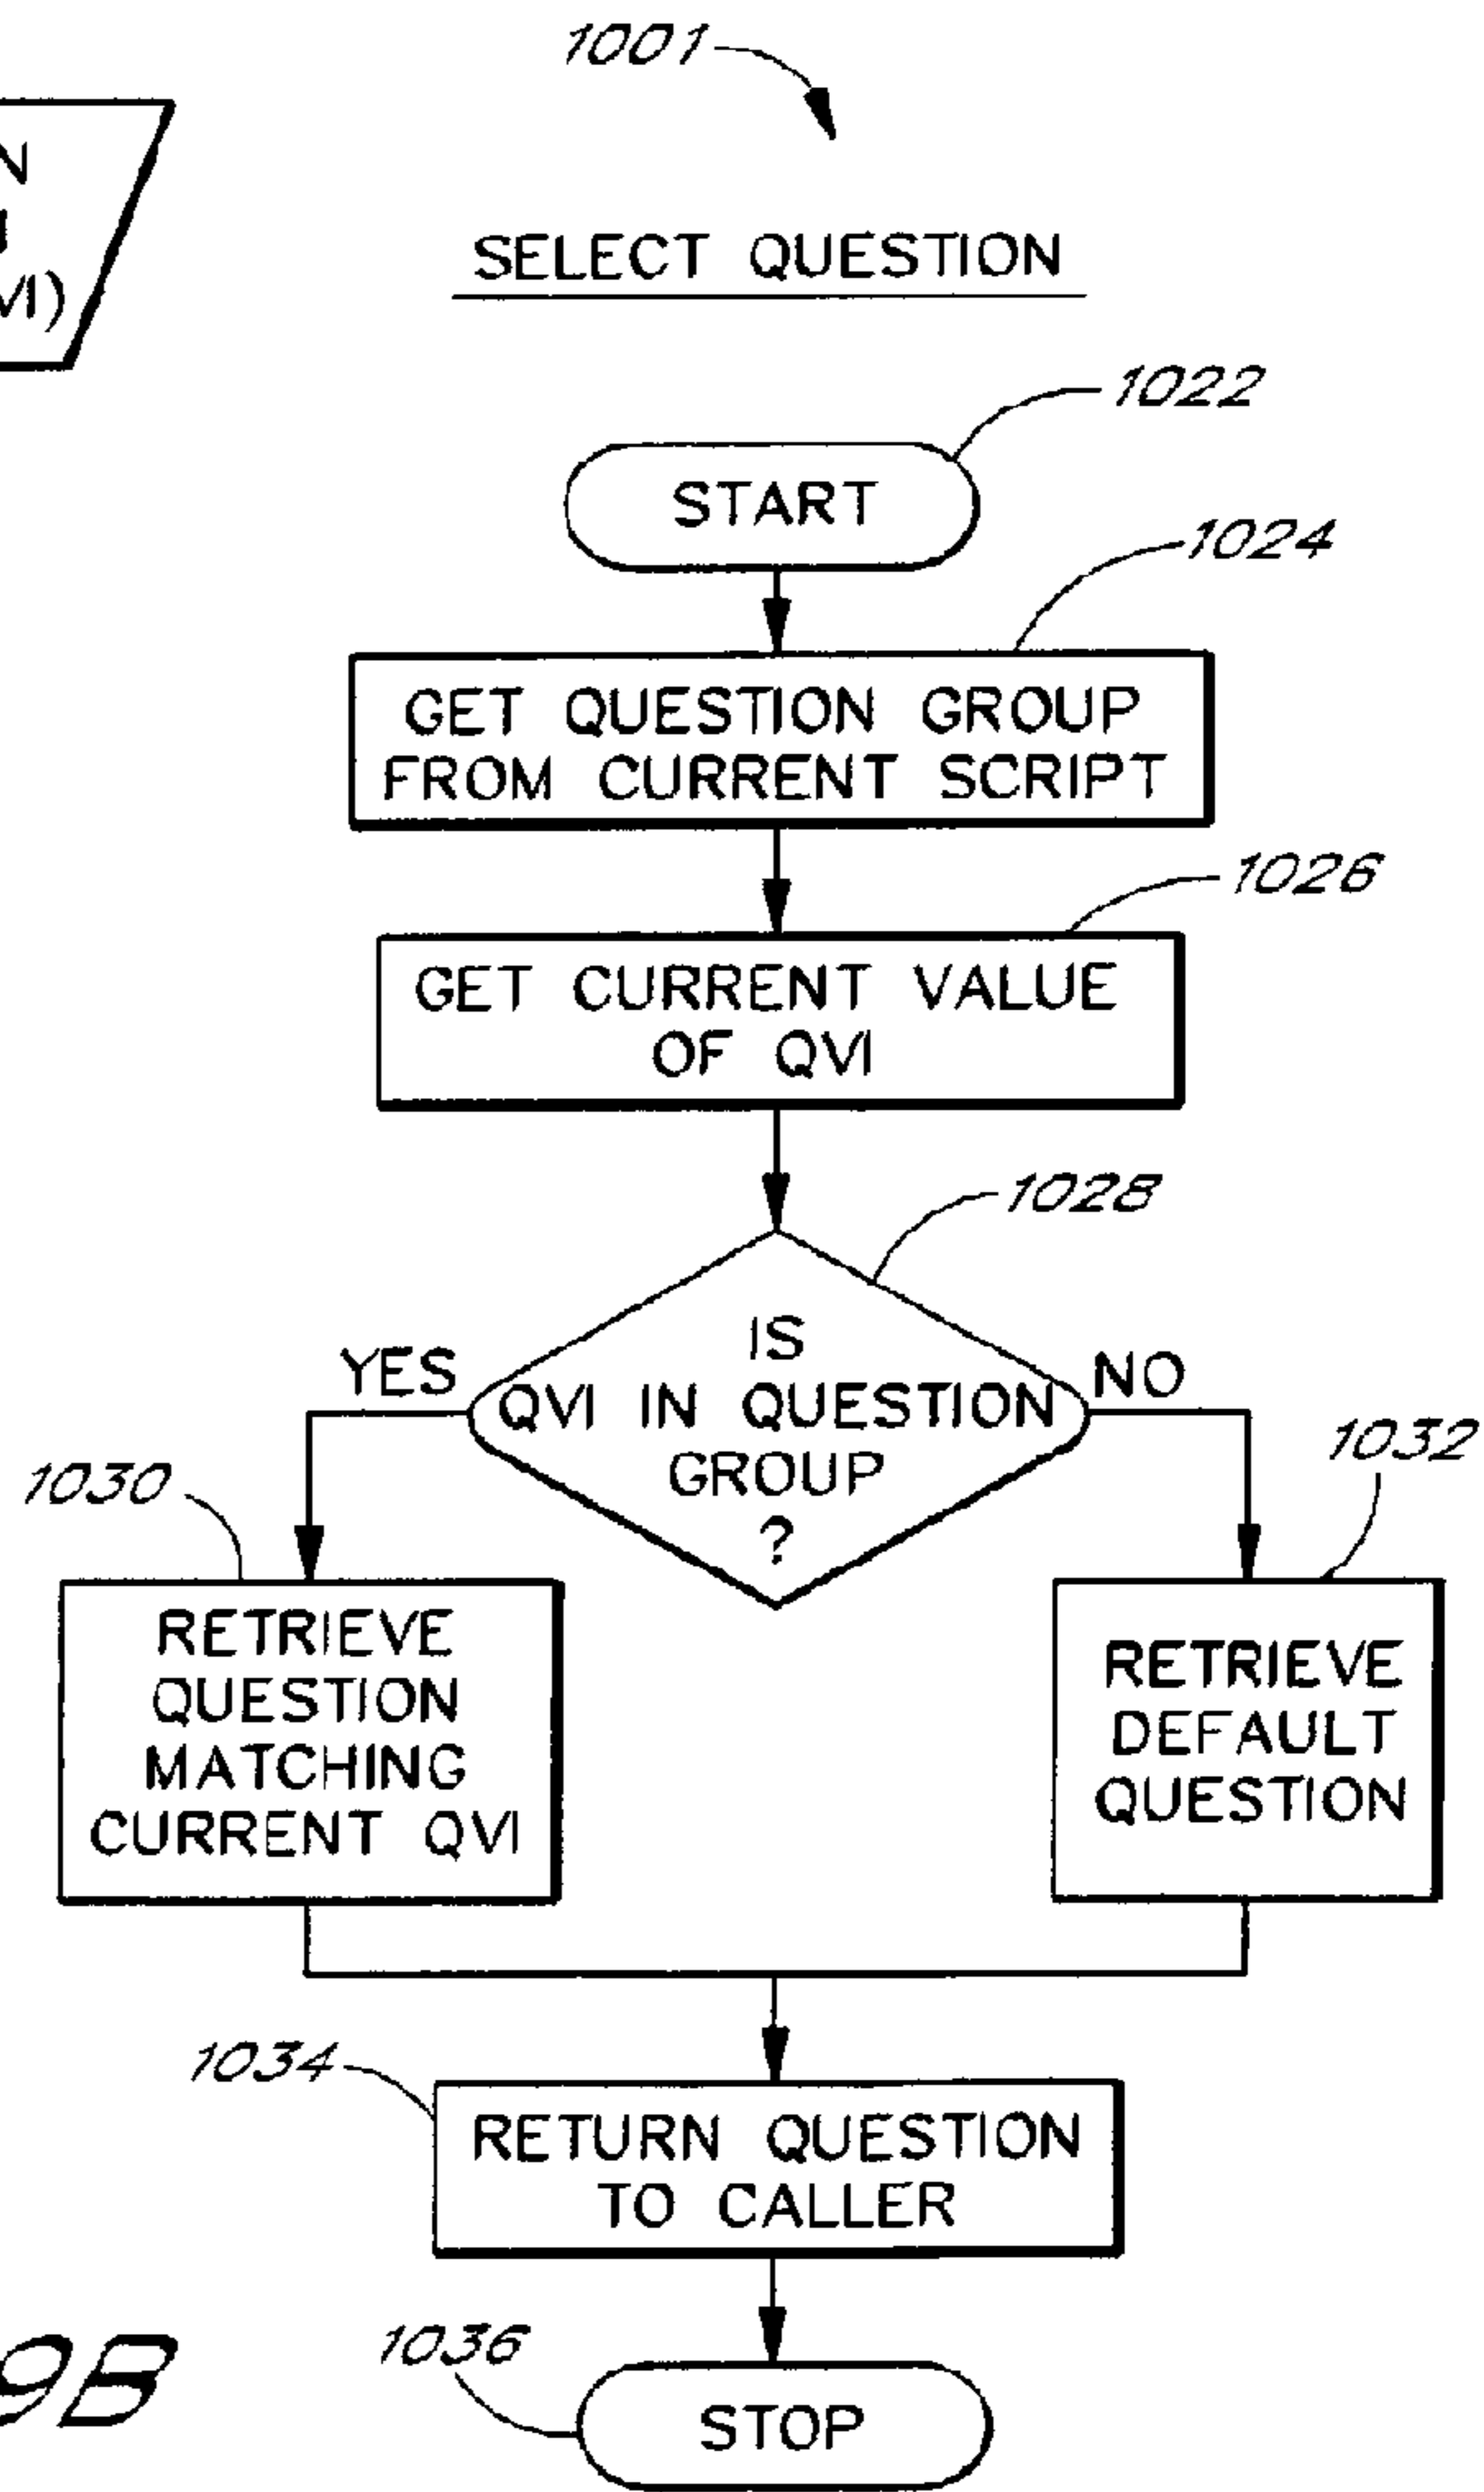 1001
N
M)
SELECT QUESTION
1022
START
1024
GET QUESTION GROUP
FROM CURRENT SCRIPT
1026
GET CURRENT VALUE
OF QVI
1028
IS
QVI IN QUESTION
GROUP
?
YES
NO
1030
1032
RETRIEVE
QUESTION
MATCHING
CURRENT QVI
RETRIEVE
DEFAULT
QUESTION
1034
RETURN QUESTION
TO CALLER
1036
STOP
9B